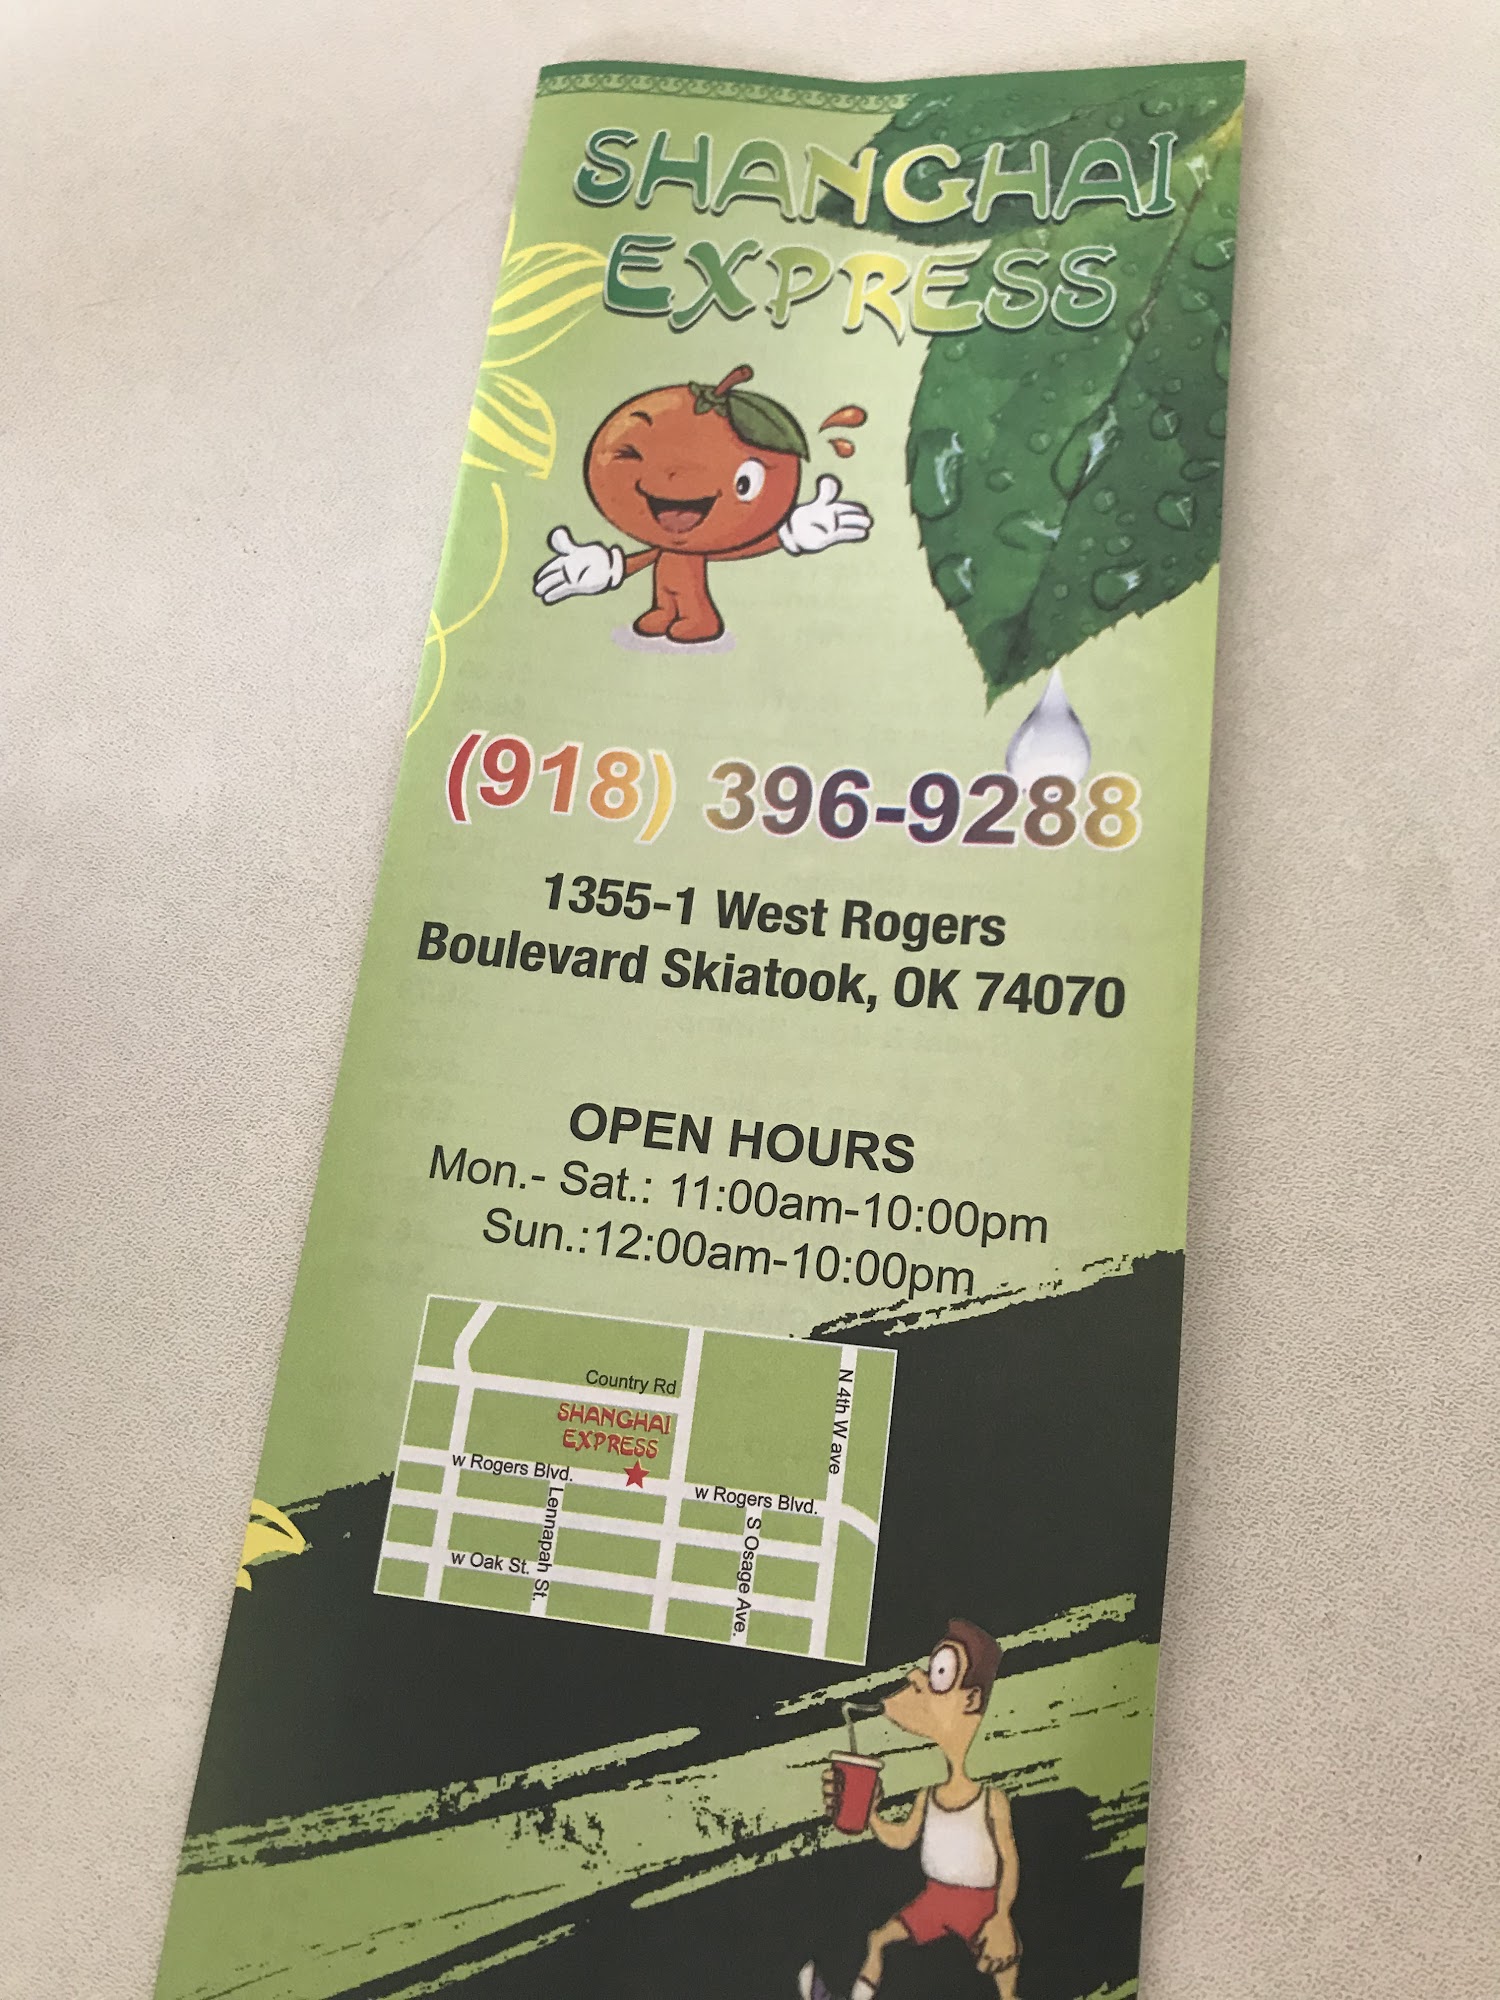 SHANGHAI
EXPRESS
(918) 396-9288
1355-1 West Rogers
Boulevard Skiatook, OK 74070
OPEN HOURS
Mon.- Sat.: 11:00am-10:00pm
Sun.:12:00am-10:00pm
Country Rd
N 4th W ave
SHANGHAI
EXPRESS
w Rogers Blvd.
w Rogers Blvd.
Lennapah St.
S Osage Ave.
w Oak St.